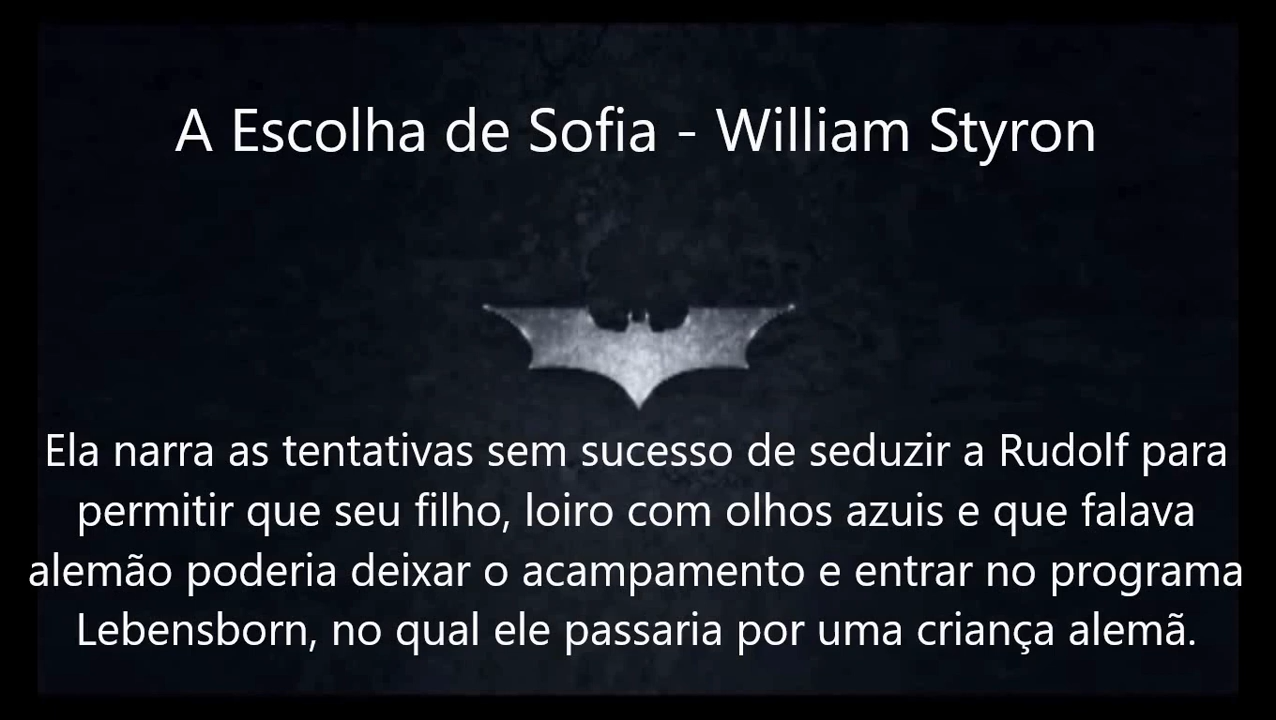 A Escolha de Sofia - William Styron
Ela narra as tentativas sem sucesso de seduzir a Rudolf para
permitir que seu filho, loiro com olhos azuis e que falava
alemão poderia deixar o acampamento e entrar no programa
Lebensborn, no qual ele passaria por uma criança alemã.